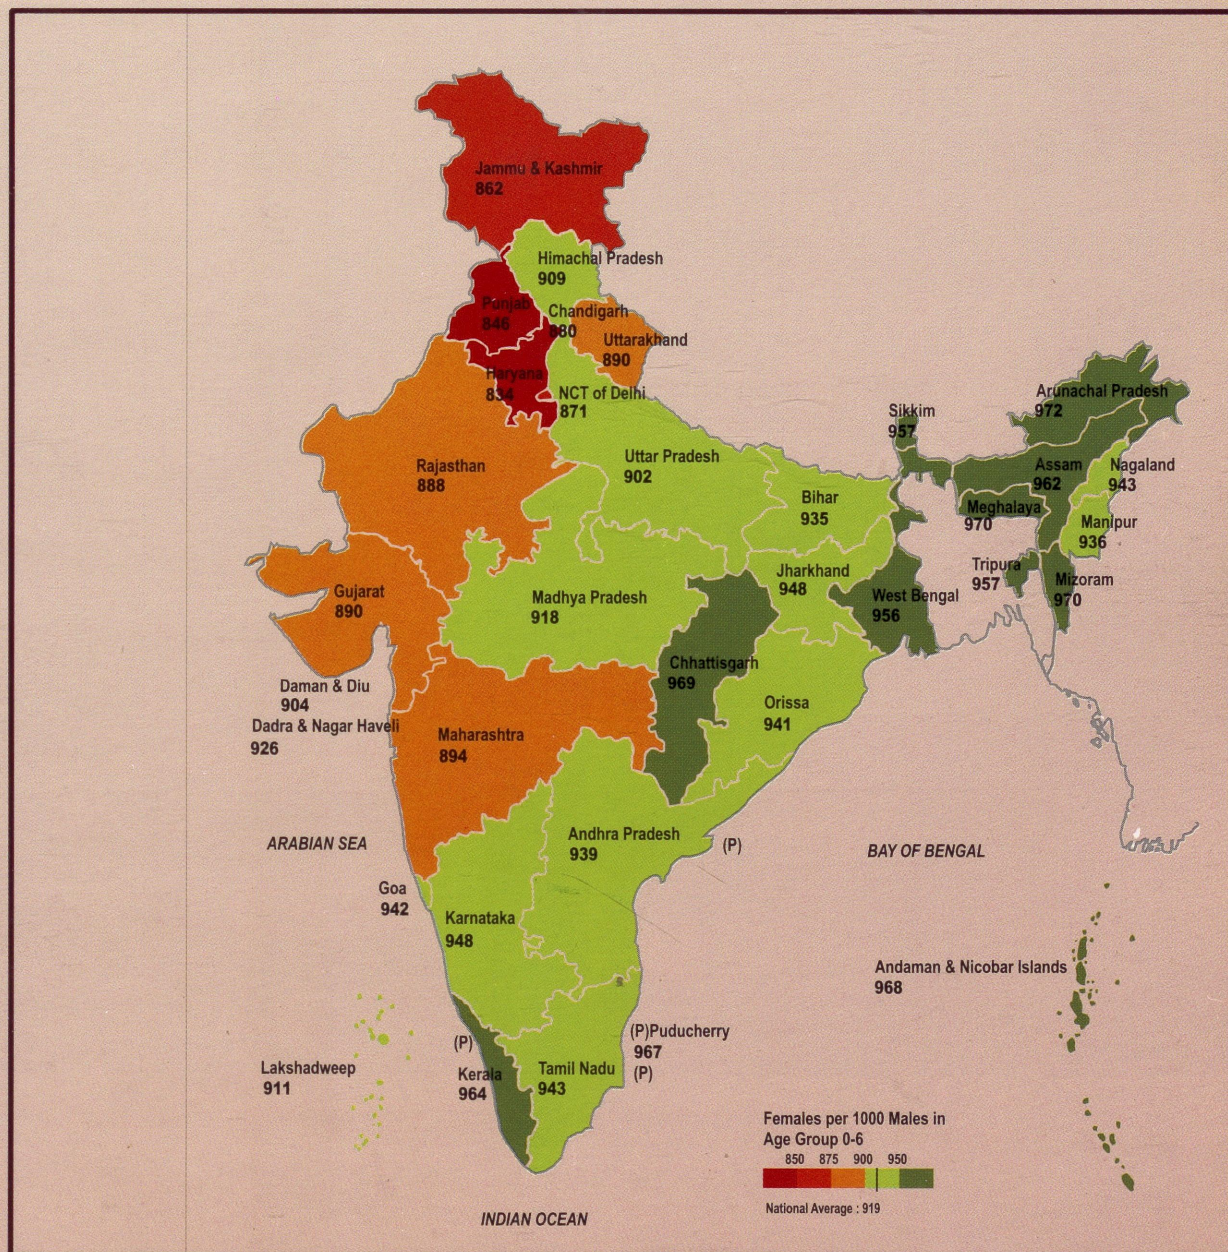 Jammu & Kashmir
862
Himachal Pradesh
909
Punjab
846
Chandigarh
880
Uttarakhand
890
Haryana
834
NCT of Delhi
871
Rajasthan
888
Uttar Pradesh
902
Bihar
935
Sikkim
957
Arunachal Pradesh
972
Assam
962
Nagaland
943
Meghalaya
970
Manipur
936
Tripura
957
Mizoram
970
Gujarat
890
Madhya Pradesh
918
Jharkhand
948
West Bengal
956
Chhattisgarh
969
Orissa
941
Daman & Diu
904
Dadra & Nagar Haveli
926
Maharashtra
894
Andhra Pradesh
939
(P)
ARABIAN SEA
BAY OF BENGAL
Goa
942
Karnataka
948
Andaman & Nicobar Islands
968
(P)Puducherry
967
(P)
(P)
Kerala
964
Tamil Nadu
943
Lakshadweep
911
Females per 1000 Males in
Age Group 0-6
850 875 900 950
National Average : 919
INDIAN OCEAN